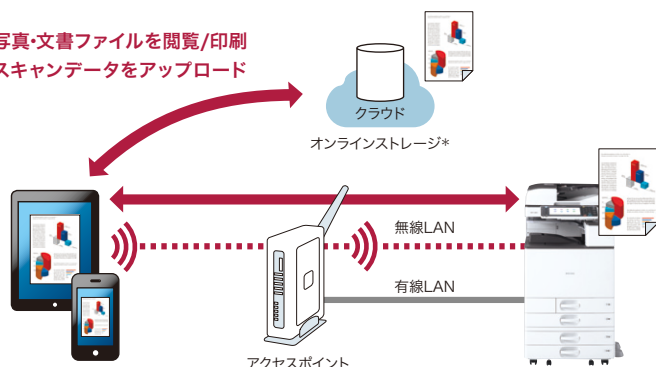 写真・文書ファイルを閲覧/印刷
スキャンデータをアップロード
クラウド
オンラインストレージ*
無線LAN
有線LAN
アクセスポイント